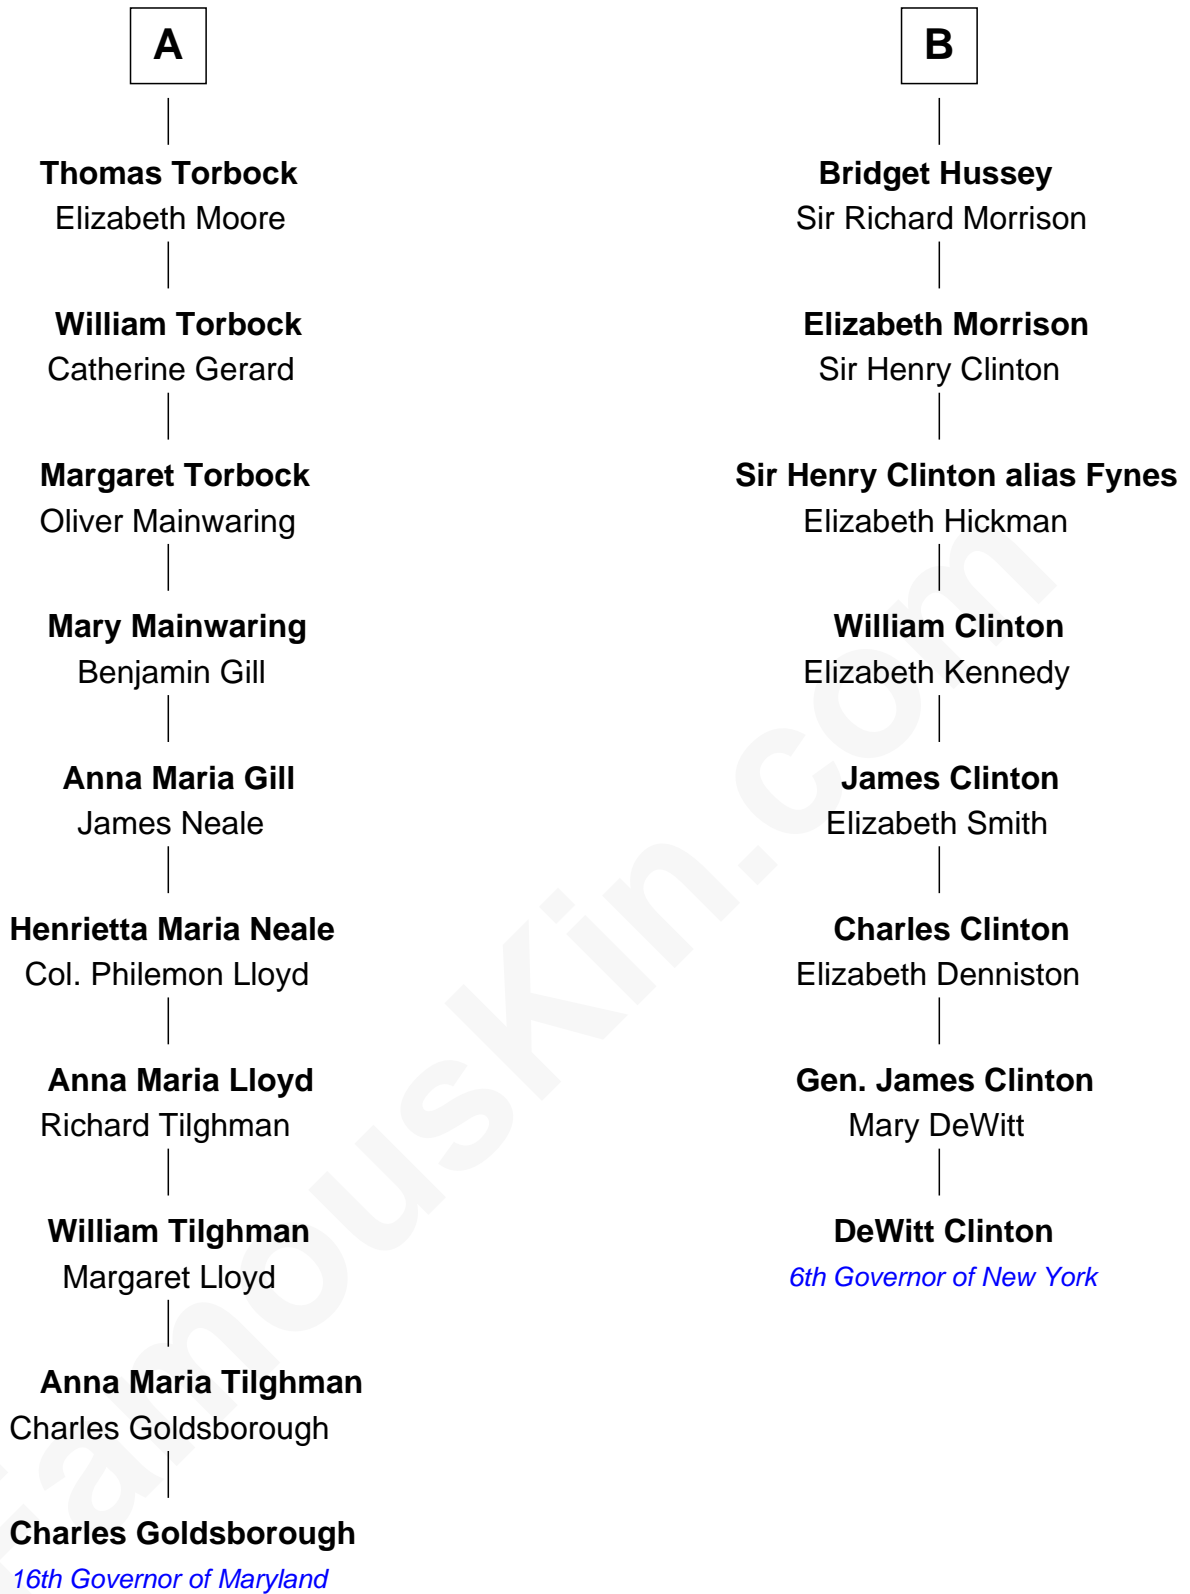 A
Thomas Torbock
Elizabeth Moore
William Torbock
Catherine Gerard
Margaret Torbock
Oliver Mainwaring
Mary Mainwaring
Benjamin Gill
Anna Maria Gill
James Neale
Henrietta Maria Neale
Col. Philemon Lloyd
Anna Maria Lloyd
Richard Tilghman
William Tilghman
Margaret Lloyd
Anna Maria Tilghman
Charles Goldsborough
Charles Goldsborough
16th Governor of Maryland
B
Bridget Hussey
Sir Richard Morrison
Elizabeth Morrison
Sir Henry Clinton
Sir Henry Clinton alias Fynes
Elizabeth Hickman
William Clinton
Elizabeth Kennedy
James Clinton
Elizabeth Smith
Charles Clinton
Elizabeth Denniston
Gen. James Clinton
Mary DeWitt
DeWitt Clinton
6th Governor of New York
FamousKin.com